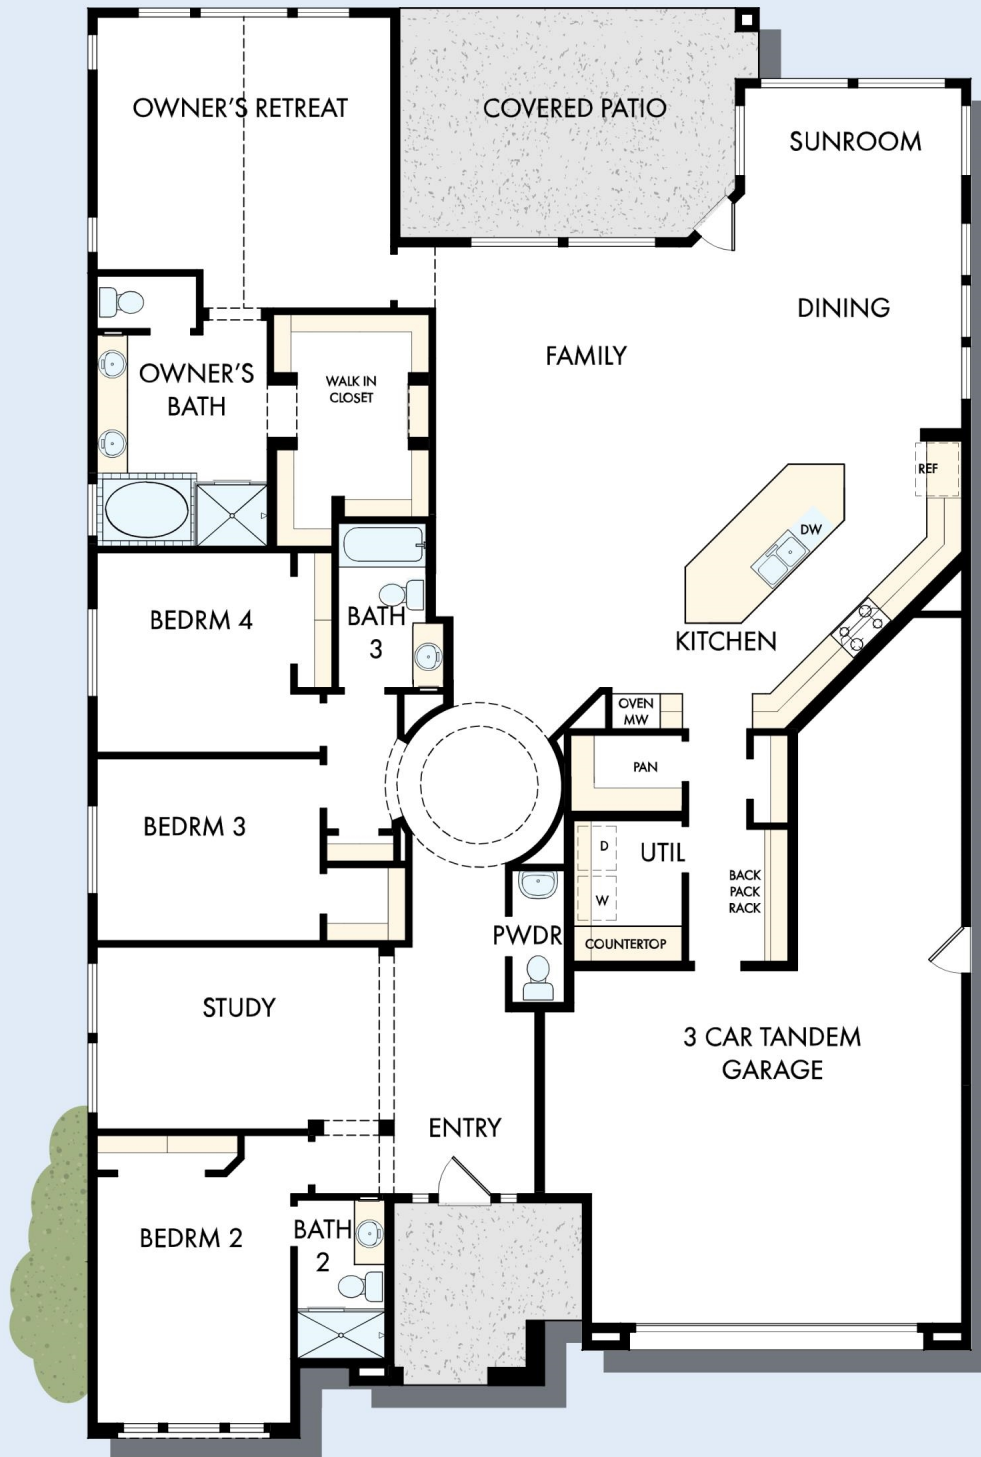 OWNER'S RETREAT
COVERED PATIO
SUNROOM
DINING
FAMILY
OWNER'S
BATH
WALK IN
CLOSET
REF
DW
BEDRM 4
BATH
3
KITCHEN
OVEN
MW
PAN
BEDRM 3
D
UTIL
W
BACK
PACK
RACK
PWDR
COUNTERTOP
STUDY
3 CAR TANDEM
GARAGE
ENTRY
BEDRM 2
BATH
2